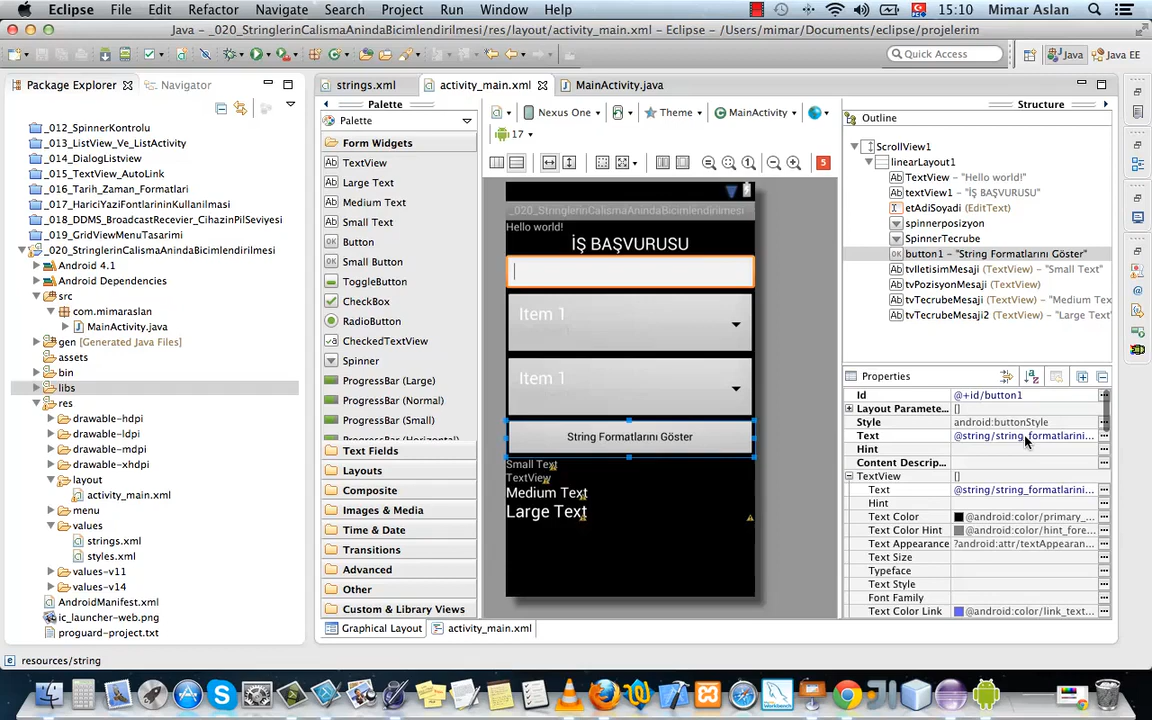 Eclipse File Edit Refactor Navigate Search Project Run Window Help 15:10 Mimar Aslan
Java – _020_StringlerinCalismaAnindaBicimlendirilmesi/res/layout/activity_main.xml – Eclipse – /Users/mimar/Documents/eclipse/projelerim
Quick Access Java Java EE
Package Explorer Navigator
_012_SpinnerKontrolu
_013_ListView_Ve_ListActivity
_014_DialogListview
_015_TextView_AutoLink
_016_Tarih_Zaman_Formatlari
_017_HariciYaziFontlarininKullanilmasi
_018_DDMS_BroadcastRecevier_CihazinPilSeviyesi
_019_GridViewMenuTasarimi
_020_StringlerinCalismaAnindaBicimlendirilmesi
Android 4.1
Android Dependencies
src
com.mimaraslan
MainActivity.java
gen [Generated Java Files]
assets
bin
libs
res
drawable-hdpi
drawable-ldpi
drawable-mdpi
drawable-xhdpi
layout
activity_main.xml
menu
values
strings.xml
styles.xml
values-v11
values-v14
AndroidManifest.xml
ic_launcher-web.png
proguard-project.txt
strings.xml activity_main.xml MainActivity.java
Palette
Palette
Form Widgets
TextView
Large Text
Medium Text
Small Text
Button
Small Button
ToggleButton
CheckBox
RadioButton
CheckedTextView
Spinner
ProgressBar (Large)
ProgressBar (Normal)
ProgressBar (Small)
ProgressBar (Horizontal)
Text Fields
Layouts
Composite
Images & Media
Time & Date
Transitions
Advanced
Other
Custom & Library Views
Graphical Layout activity_main.xml
Nexus One Theme MainActivity
17
5
_020_StringlerinCalismaAnindaBicimlendirilmesi
Hello world!
İŞ BAŞVURUSU
Item 1
Item 1
String Formatlarını Göster
Small Text
TextView
Medium Text
Large Text
Structure
Outline
ScrollView1
linearLayout1
TextView – "Hello world!"
textView1 – "İŞ BAŞVURUSU"
etAdiSoyadi (EditText)
spinnerpozisyon
SpinnerTecrube
button1 – "String Formatlarını Göster"
tvIletisimMesaji (TextView) – "Small Text"
tvPozisyonMesaji (TextView)
tvTecrubeMesaji (TextView) – "Medium Tex
tvTecrubeMesaji2 (TextView) – "Large Text"
Properties
Id @+id/button1
Layout Paramete... []
Style android:buttonStyle
Text @string/string_formatlarini...
Hint
Content Descrip...
TextView []
Text @string/string_formatlarini...
Hint
Text Color @android:color/primary_...
Text Color Hint @android:color/hint_fore...
Text Appearance ?android:attr/textAppearan...
Text Size
Typeface
Text Style
Font Family
Text Color Link @android:color/link_text...
resources/string